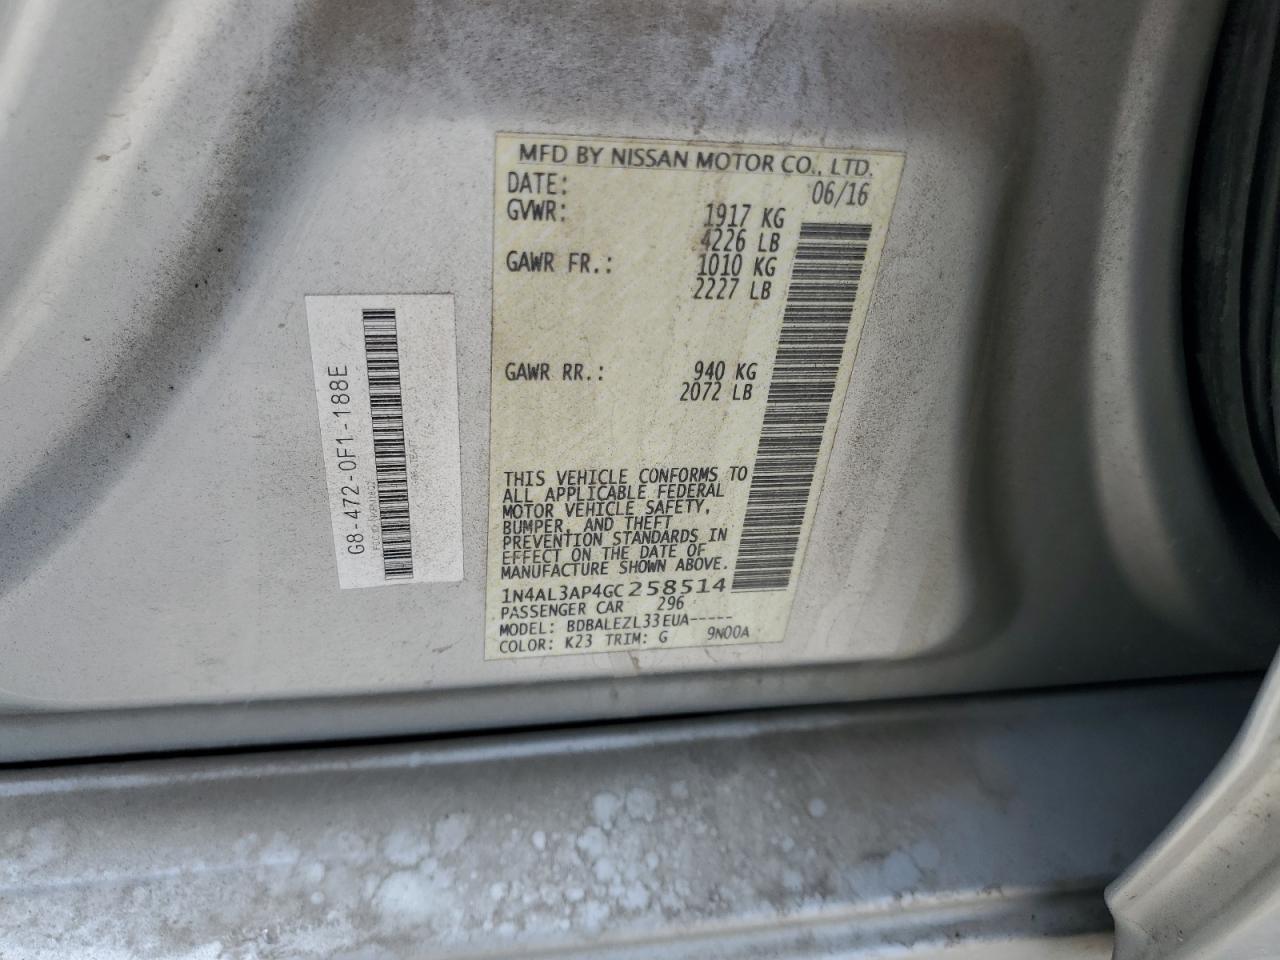 MFD BY NISSAN MOTOR CO., LTD.
DATE: 06/16
GVWR: 1917 KG
4226 LB
GAWR FR.: 1010 KG
2227 LB
GAWR RR.: 940 KG
2072 LB
THIS VEHICLE CONFORMS TO
ALL APPLICABLE FEDERAL
MOTOR VEHICLE SAFETY,
BUMPER, AND THEFT
PREVENTION STANDARDS IN
EFFECT ON THE DATE OF
MANUFACTURE SHOWN ABOVE.
1N4AL3AP4GC258514
PASSENGER CAR 296
MODEL: BDBALEZL33EUA-----
COLOR: K23 TRIM: G 9N00A
G8-472-0F1-188E